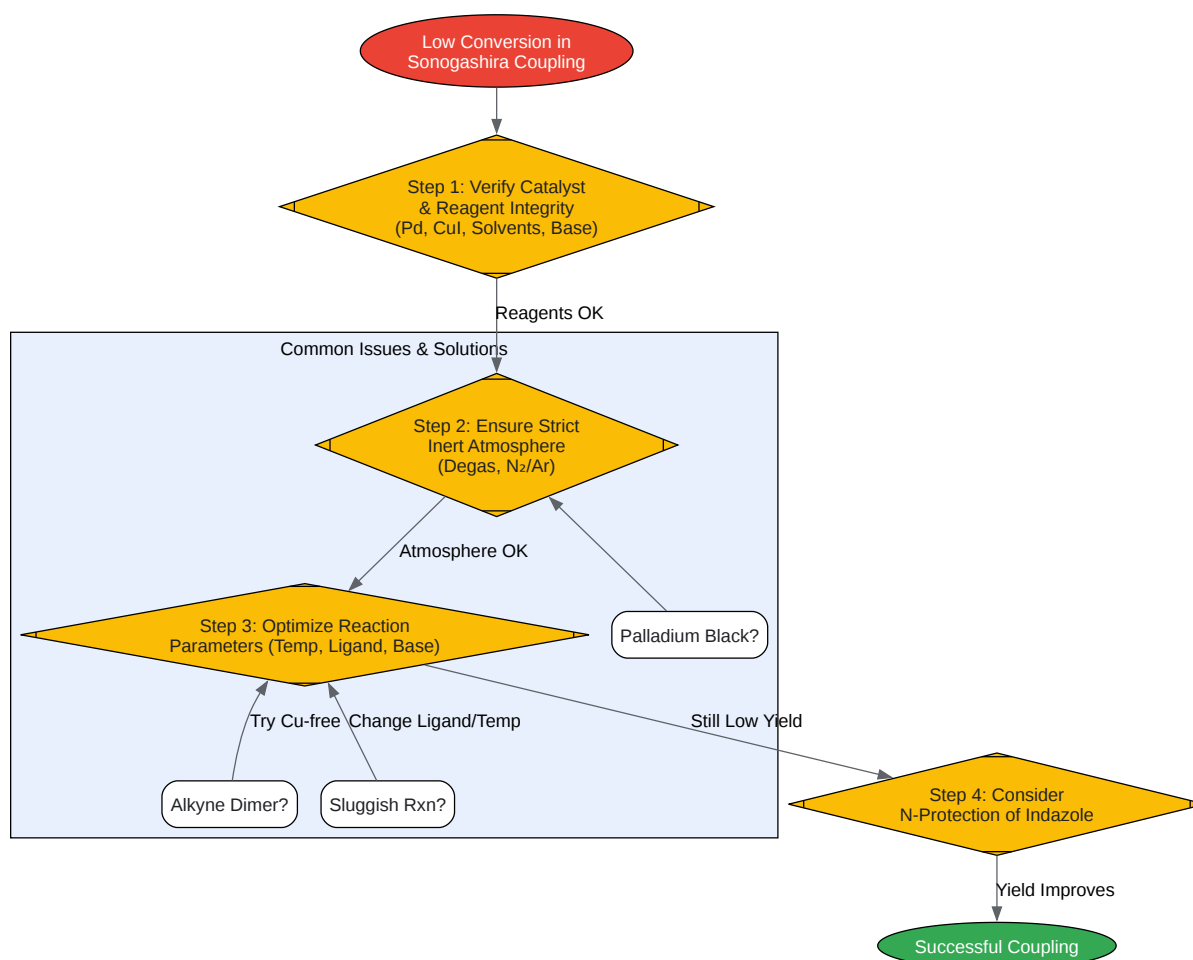 Low Conversion in
Sonogashira Coupling
Step 1: Verify Catalyst
& Reagent Integrity
(Pd, CuI, Solvents, Base)
Reagents OK
Common Issues & Solutions
Step 2: Ensure Strict
Inert Atmosphere
(Degas, N₂/Ar)
Atmosphere OK
Step 3: Optimize Reaction
Parameters (Temp, Ligand, Base)
Palladium Black?
Try Cu-free
Change Ligand/Temp
Still Low Yield
Alkyne Dimer?
Sluggish Rxn?
Step 4: Consider
N-Protection of Indazole
Yield Improves
Successful Coupling